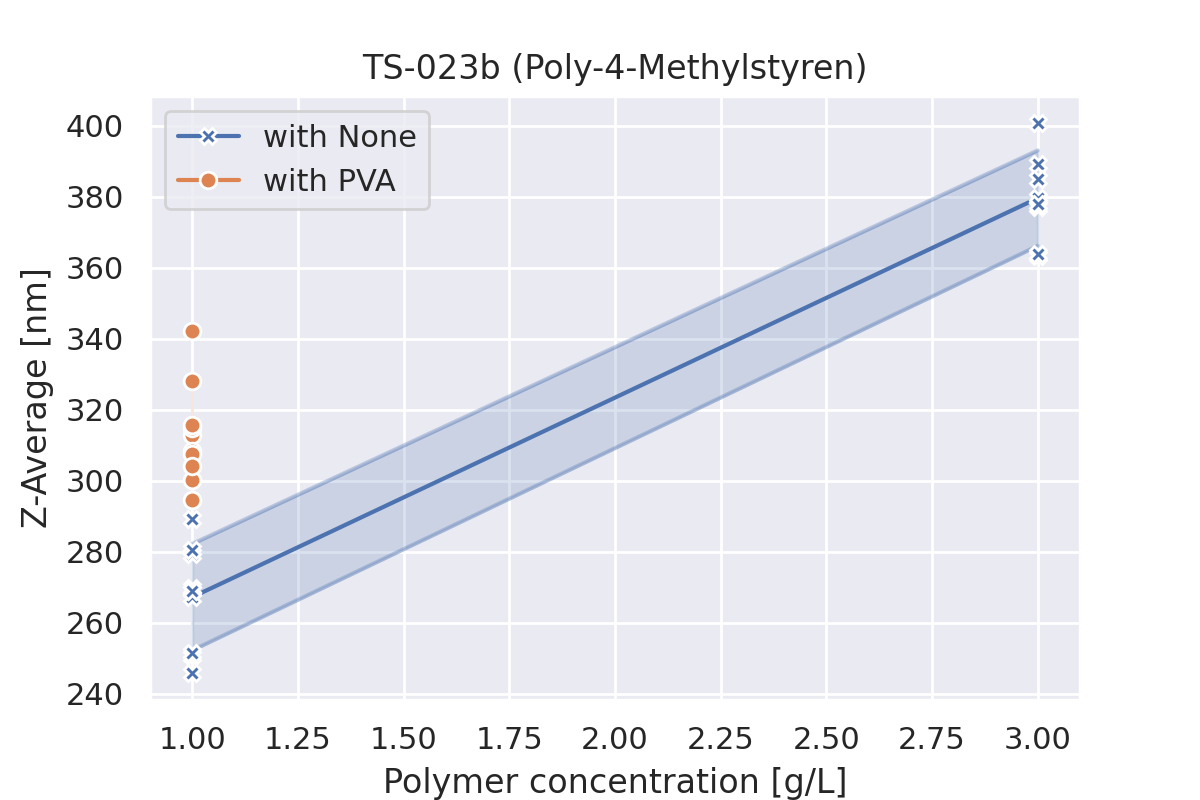 TS-023b (Poly-4-Methylstyren)
with None
with PVA
Z-Average [nm]
400
380
360
340
320
300
280
260
240
1.00 1.25 1.50 1.75 2.00 2.25 2.50 2.75 3.00
Polymer concentration [g/L]